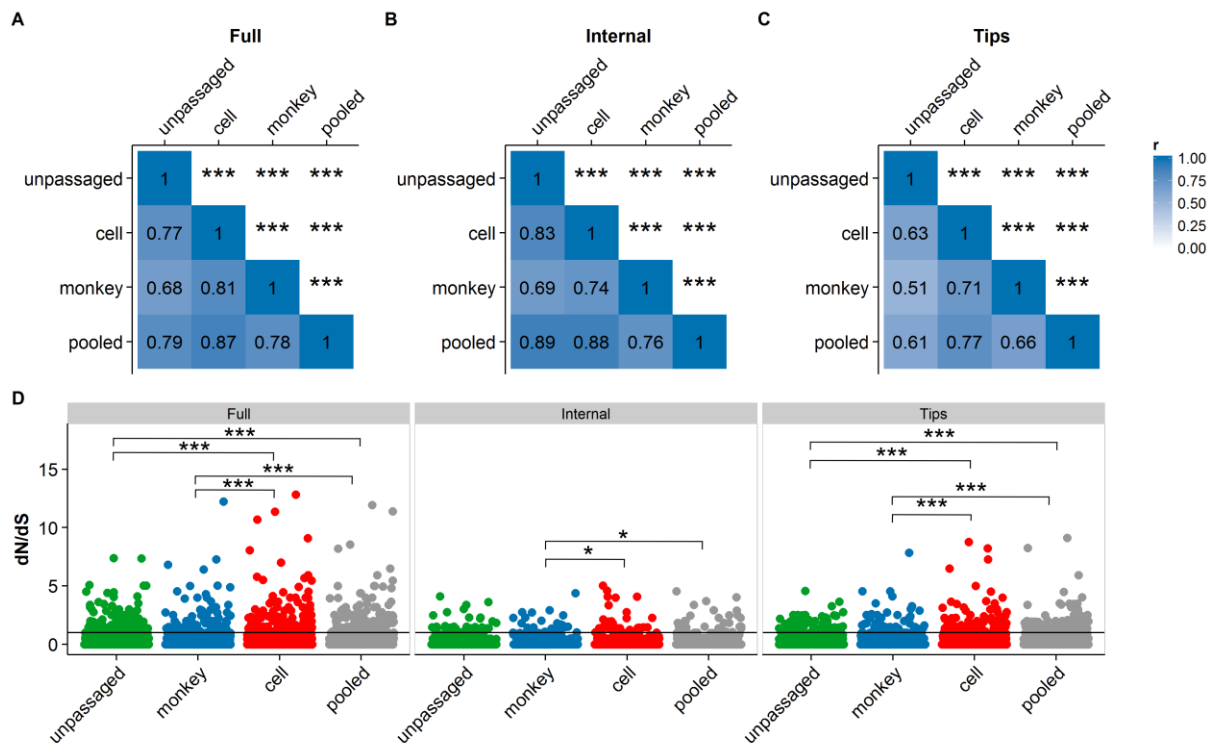 A
Full
unpassaged
cell
monkey
pooled
unpassaged 1 *** *** ***
cell 0.77 1 *** ***
monkey 0.68 0.81 1 ***
pooled 0.79 0.87 0.78 1
B
Internal
unpassaged
cell
monkey
pooled
unpassaged 1 *** *** ***
cell 0.83 1 *** ***
monkey 0.69 0.74 1 ***
pooled 0.89 0.88 0.76 1
C
Tips
unpassaged
cell
monkey
pooled
unpassaged 1 *** *** ***
cell 0.63 1 *** ***
monkey 0.51 0.71 1 ***
pooled 0.61 0.77 0.66 1
r
1.00
0.75
0.50
0.25
0.00
D
Full
Internal
Tips
dN/dS
15
10
5
0
***
***
***
***
*
*
***
***
***
***
unpassaged
monkey
cell
pooled
unpassaged
monkey
cell
pooled
unpassaged
monkey
cell
pooled